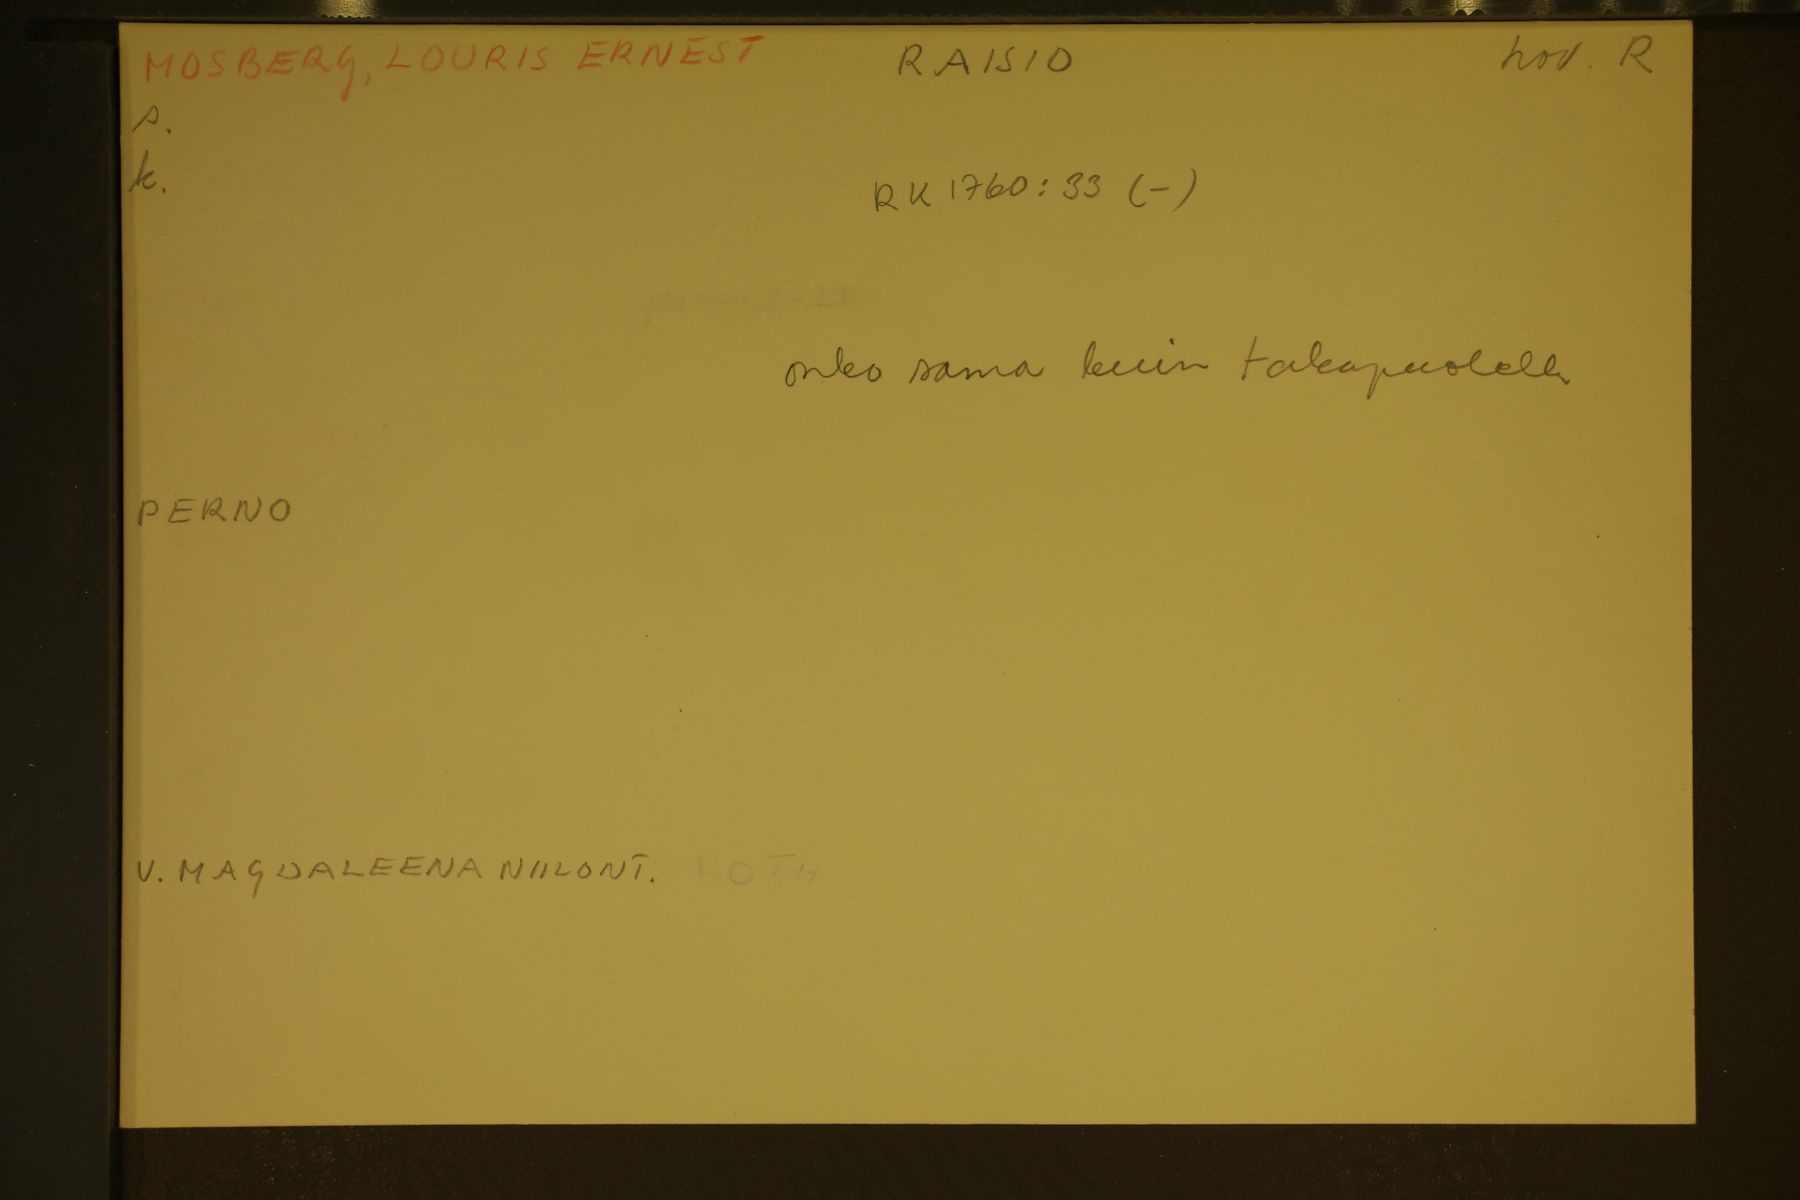 MOSBERG, LOURIS ERNEST RAISIO hov. R
s.
k.
RK 1760:33 (-)
onko sama kuin takapuolella
PERNO
V. MAGDALEENA NIILONT. ROTH